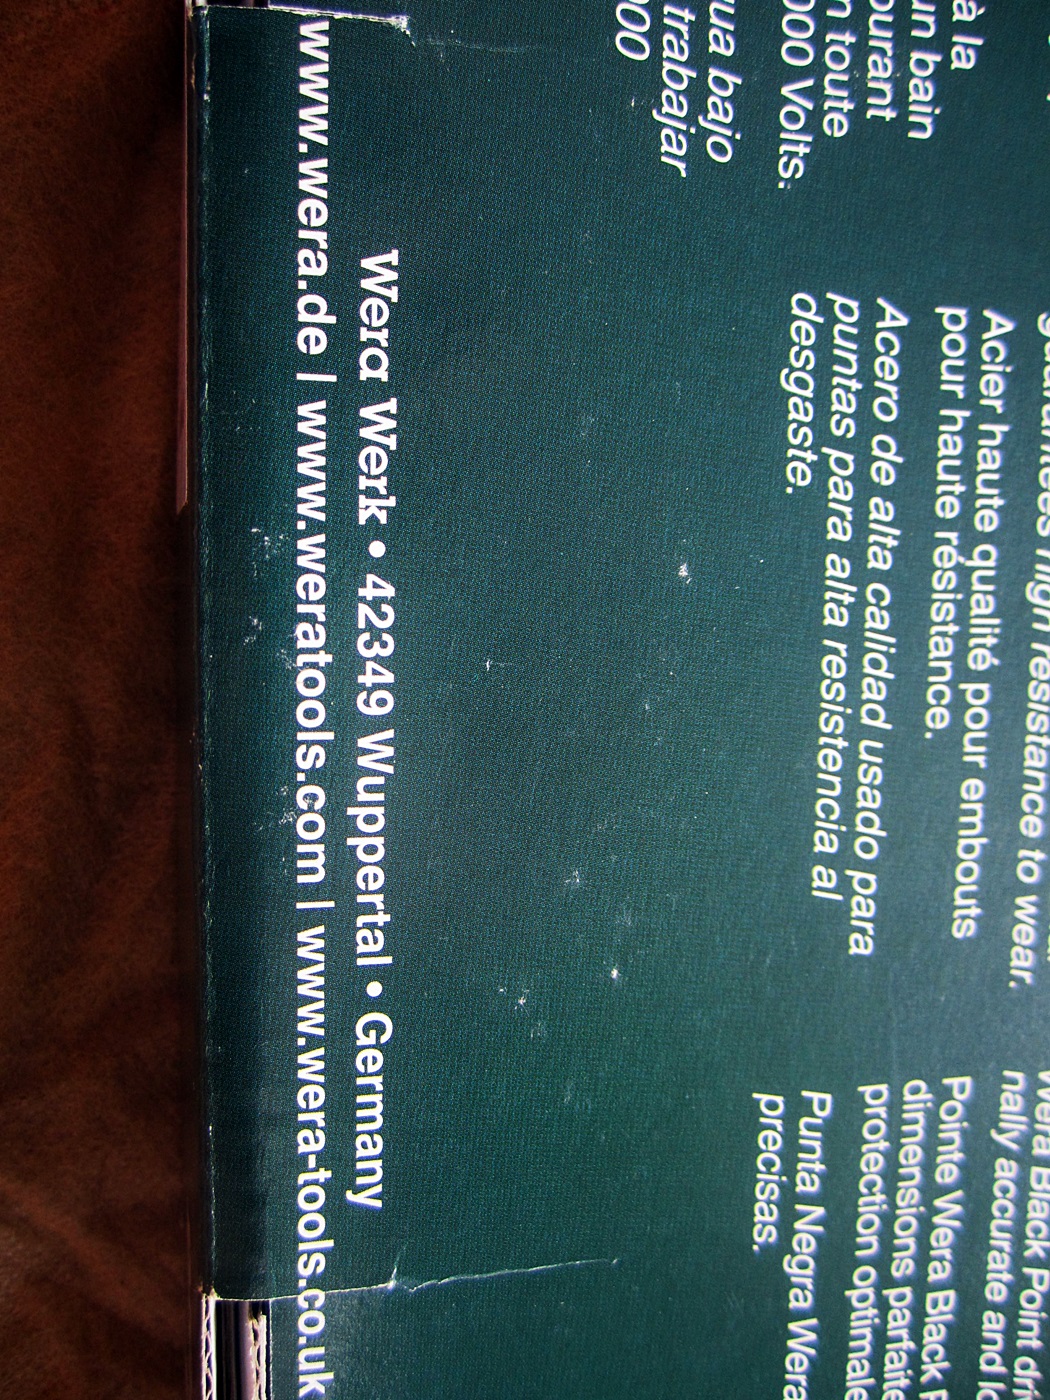 à la
un bain
ourant
n toute
000 Volts.
ua bajo
trabajar
000
high resistance to wear.
Acier haute qualité pour embouts
pour haute résistance.
Acero de alta calidad usado para
puntas para alta resistencia al
desgaste.
Wera Black Point
nally accurate and
Pointe Wera Black
dimensions parfaite
protection optimale
Punta Negra Wera
precisas.
Wera Werk • 42349 Wuppertal • Germany
www.wera.de | www.weratools.com | www.wera-tools.co.uk